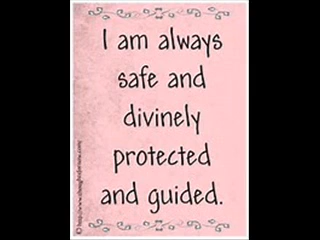 I am always
safe and
divinely
protected
and guided.